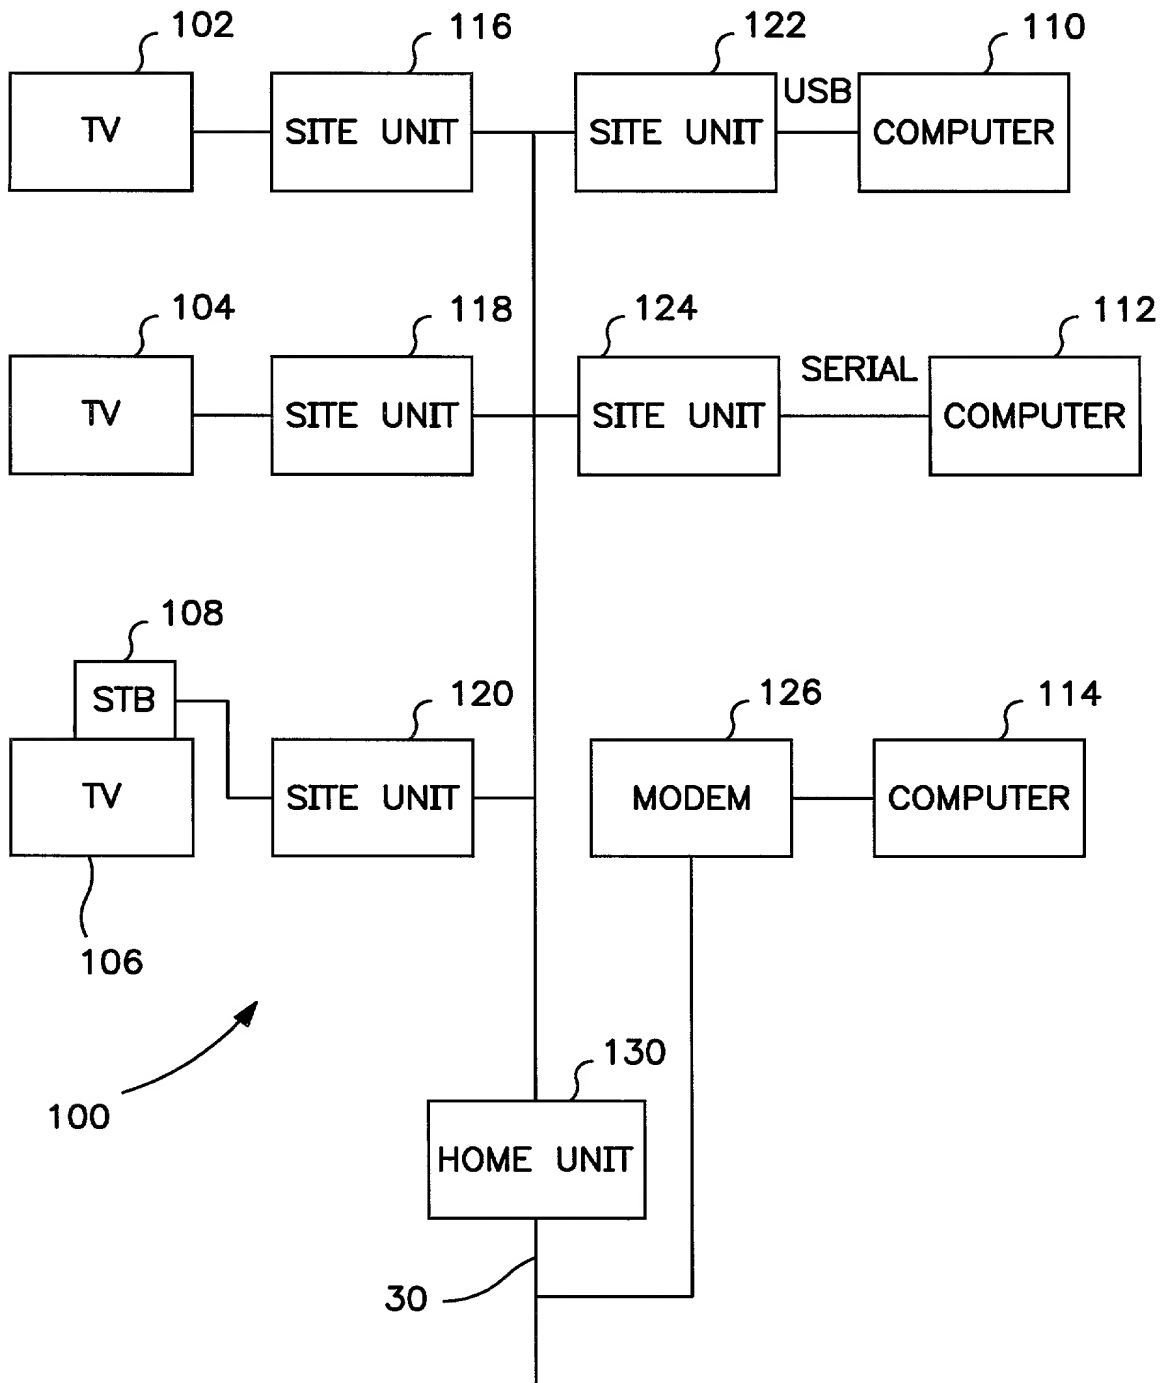 102 116 122 110
TV SITE UNIT SITE UNIT USB COMPUTER
104 118 124 112
TV SITE UNIT SITE UNIT SERIAL COMPUTER
108
STB
120 126 114
TV SITE UNIT MODEM COMPUTER
106
100
130
HOME UNIT
30